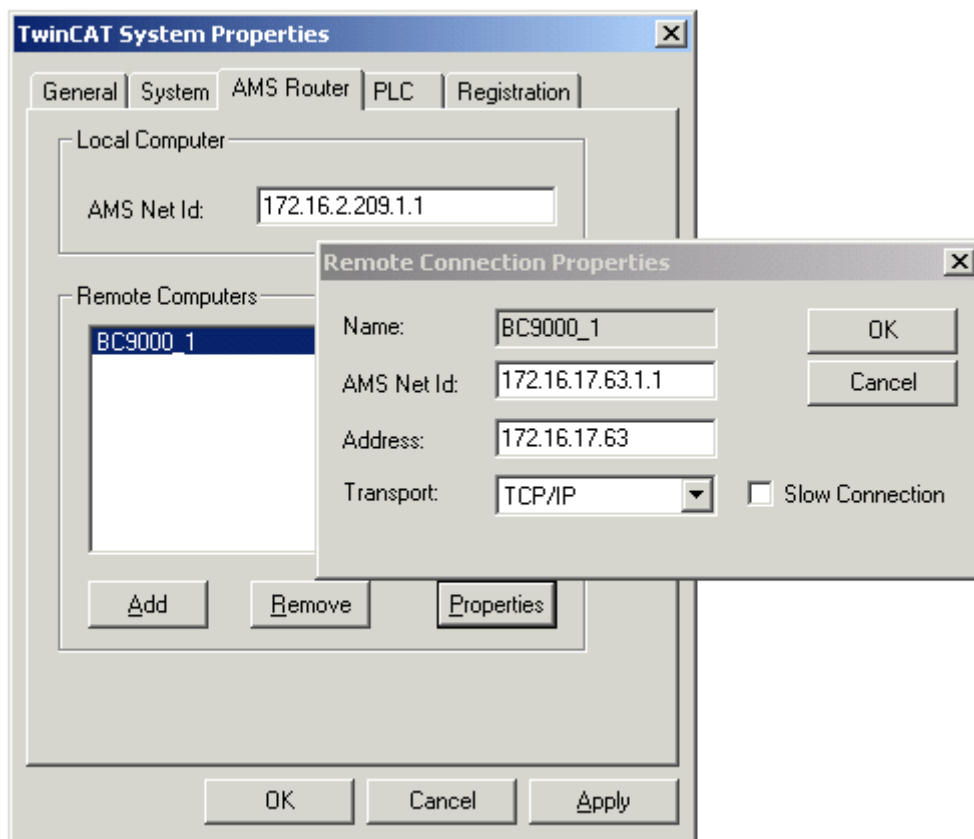 TwinCAT System Properties
General System AMS Router PLC Registration
Local Computer
AMS Net Id: 172.16.2.209.1.1
Remote Computers
BC9000_1
Add Remove Properties
OK Cancel Apply
Remote Connection Properties
Name: BC9000_1 OK
AMS Net Id: 172.16.17.63.1.1 Cancel
Address: 172.16.17.63
Transport: TCP/IP Slow Connection